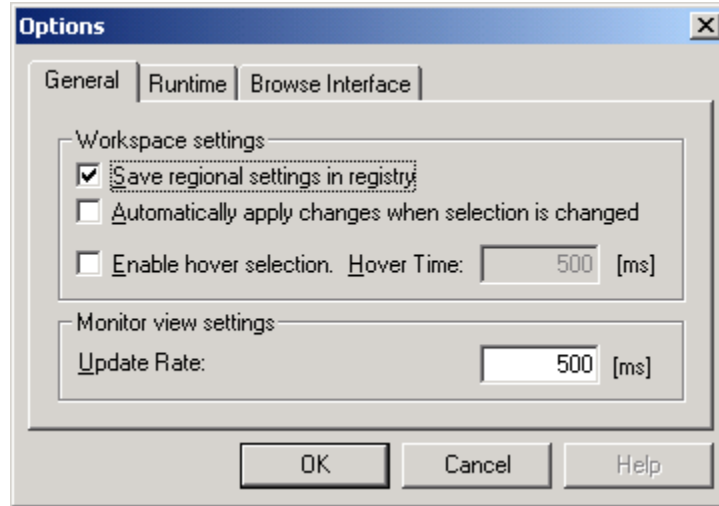 Options
General Runtime Browse Interface
Workspace settings
Save regional settings in registry
Automatically apply changes when selection is changed
Enable hover selection. Hover Time: 500 [ms]
Monitor view settings
Update Rate: 500 [ms]
OK Cancel Help